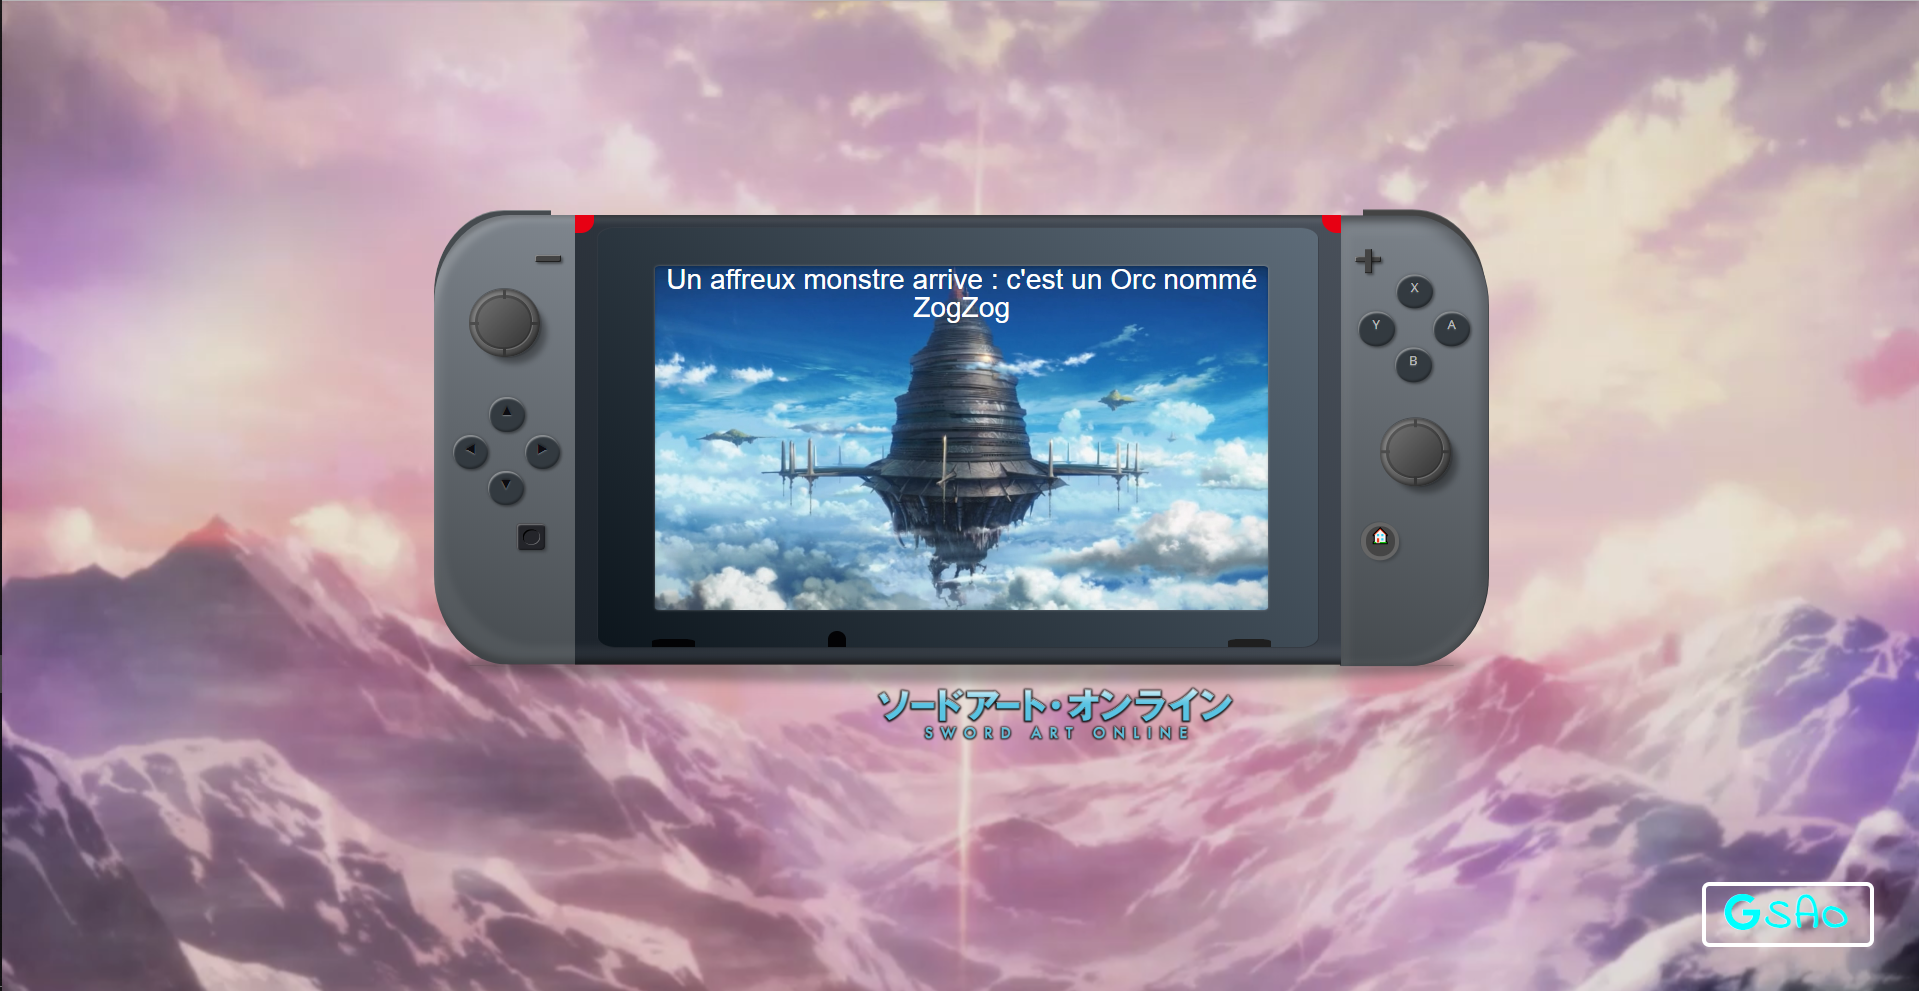 Un affreux monstre arrive : c'est un Orc nommé
ZogZog
X
Y
A
B
ソードアート・オンライン
SWORD ART ONLINE
GSAO